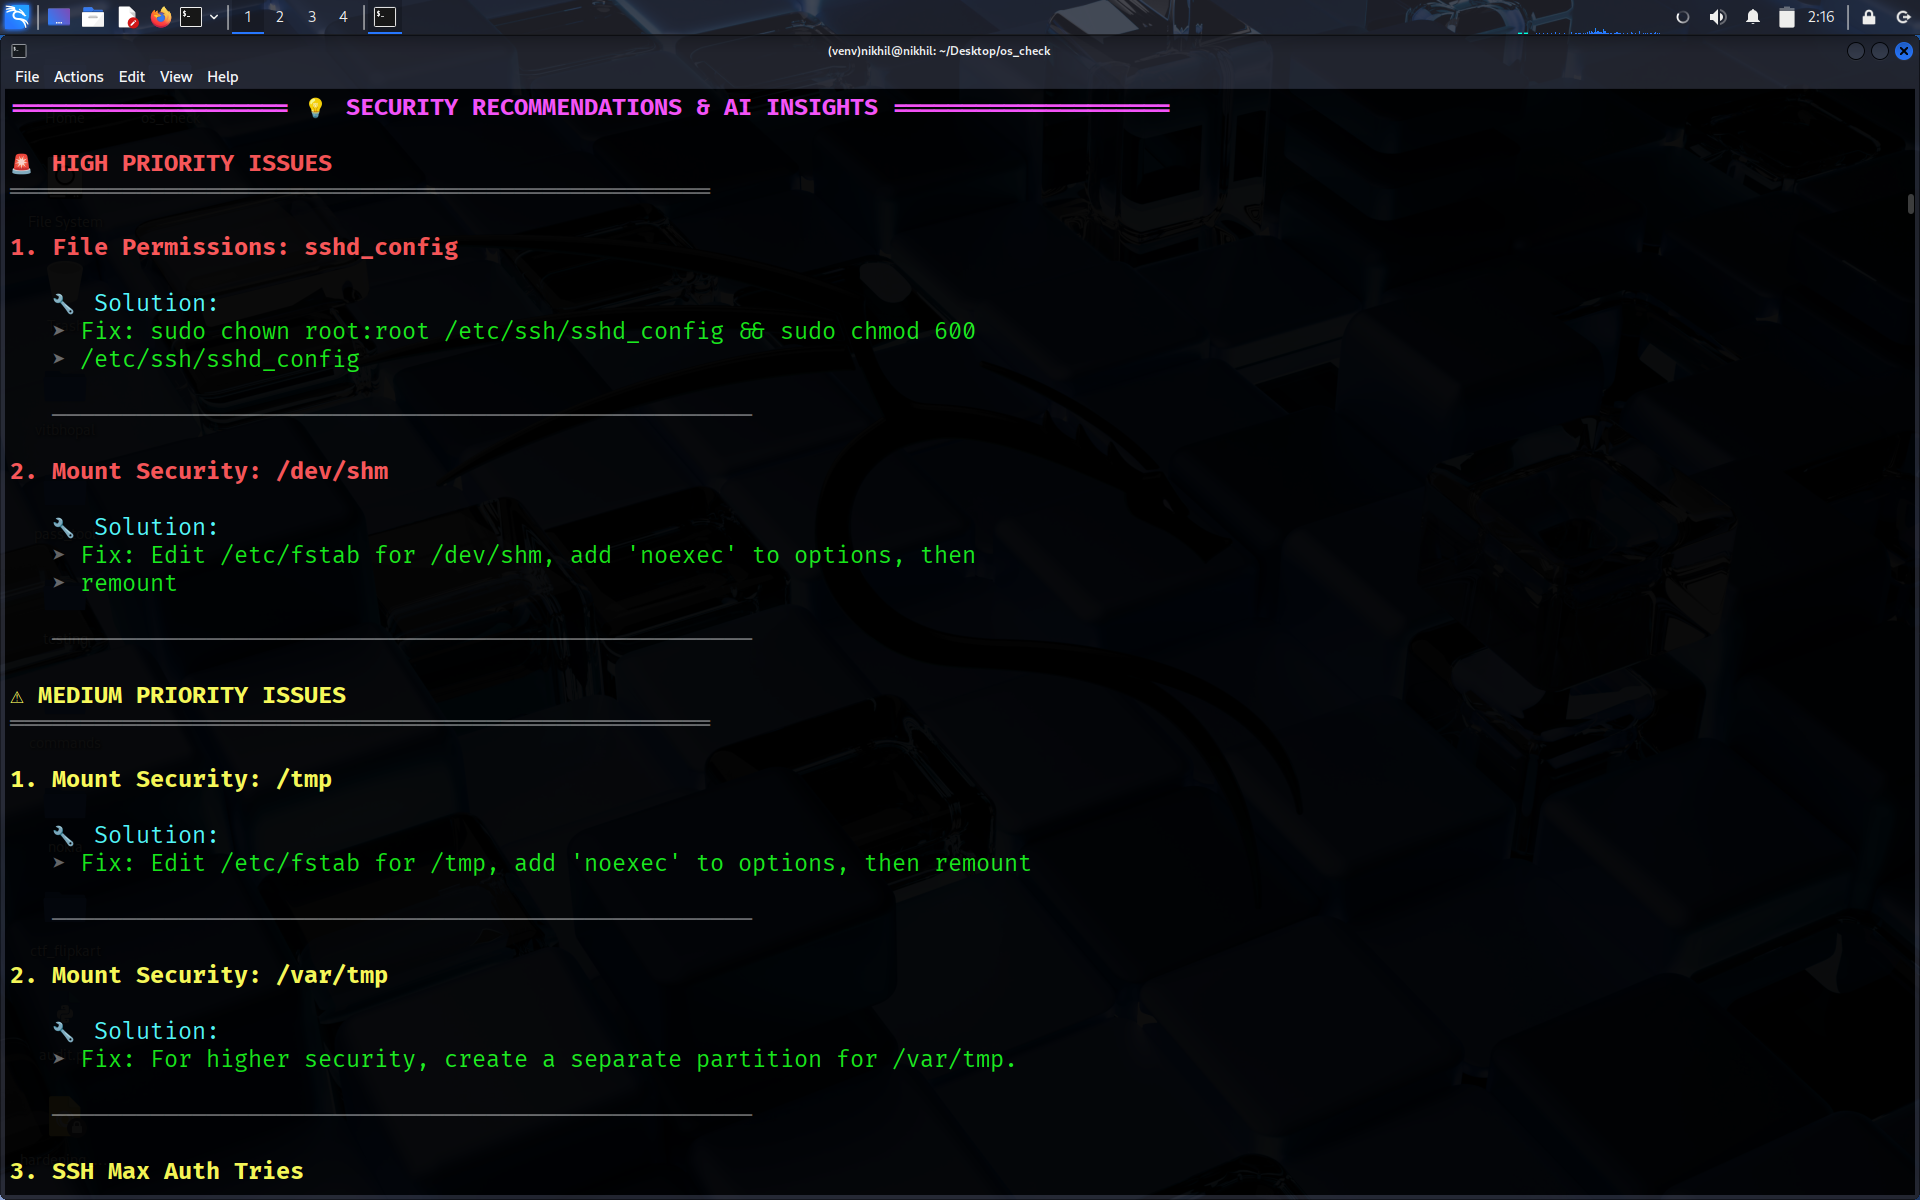 1 2 3 4
2:16
(venv)nikhil@nikhil: ~/Desktop/os_check
File Actions Edit View Help
SECURITY RECOMMENDATIONS & AI INSIGHTS
HIGH PRIORITY ISSUES
1. File Permissions: sshd_config
Solution:
➤ Fix: sudo chown root:root /etc/ssh/sshd_config && sudo chmod 600
➤ /etc/ssh/sshd_config
2. Mount Security: /dev/shm
Solution:
➤ Fix: Edit /etc/fstab for /dev/shm, add 'noexec' to options, then
➤ remount
⚠ MEDIUM PRIORITY ISSUES
1. Mount Security: /tmp
Solution:
➤ Fix: Edit /etc/fstab for /tmp, add 'noexec' to options, then remount
2. Mount Security: /var/tmp
Solution:
➤ Fix: For higher security, create a separate partition for /var/tmp.
3. SSH Max Auth Tries